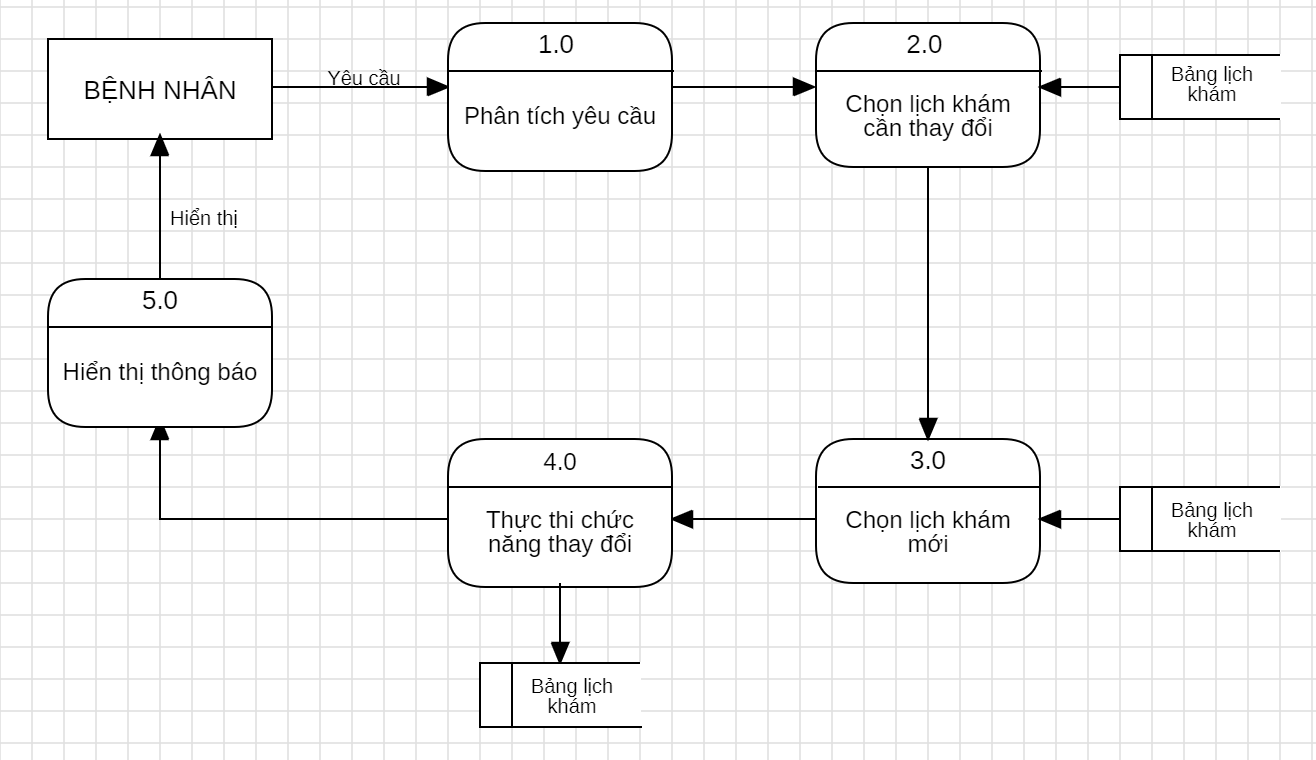 BỆNH NHÂN
Yêu cầu
1.0
Phân tích yêu cầu
2.0
Chọn lịch khám
cần thay đổi
Bảng lịch
khám
Hiển thị
5.0
Hiển thị thông báo
4.0
Thực thi chức
năng thay đổi
3.0
Chọn lịch khám
mới
Bảng lịch
khám
Bảng lịch
khám